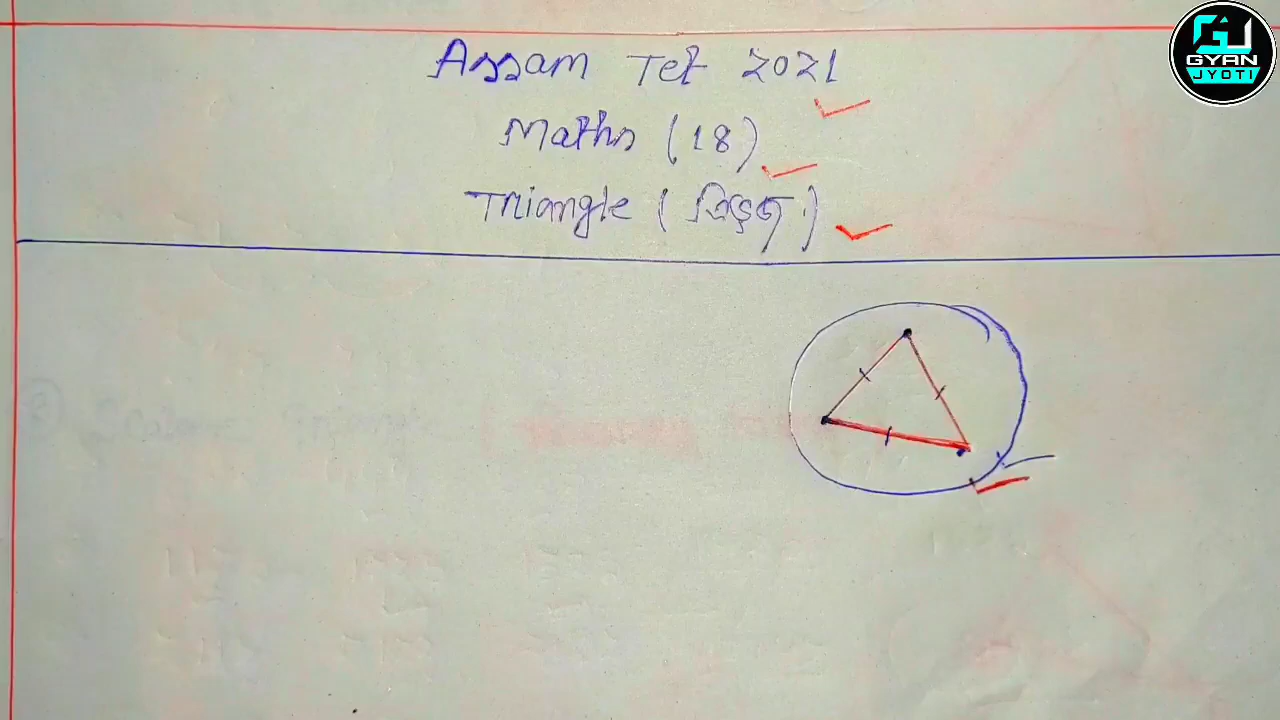 GYAN
JYOTI
Assam Tet 2021
Maths (18)
Triangle (ত্ৰিভুজ)